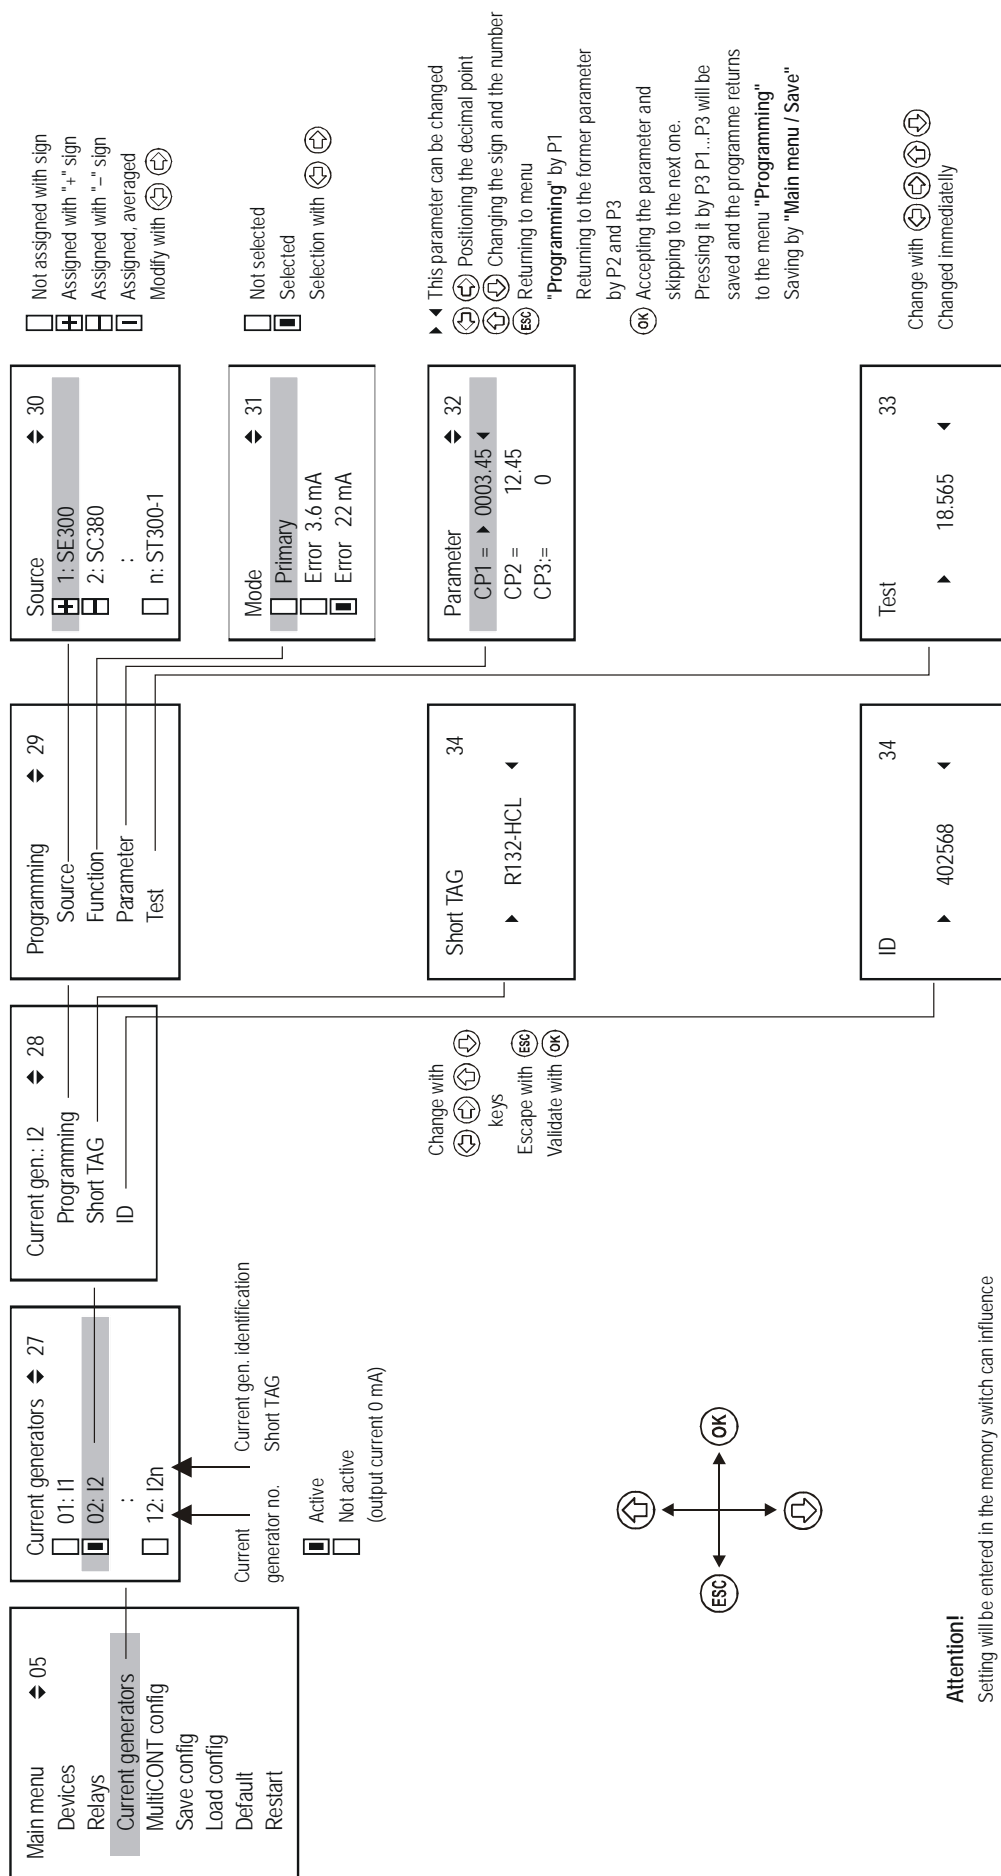 Main menu 05
Devices
Relays
Current generators
MultiCONT config
Save config
Load config
Default
Restart
Current generators 27
01: I1
02: I2
:
12: I2n
Current
generator no.
Current gen. identification
Short TAG
Active
Not active
(output current 0 mA)
Current gen.: I2 28
Programming
Short TAG
ID
Programming 29
Source
Function
Parameter
Test
Source 30
1: SE300
2: SC380
:
n: ST300-1
Not assigned with sign
Assigned with "+" sign
Assigned with "–" sign
Assigned, averaged
Modify with
Mode 31
Primary
Error 3.6 mA
Error 22 mA
Not selected
Selected
Selection with
Parameter 32
CP1 = 0003.45
CP2 = 12.45
CP3:= 0
This parameter can be changed
Positioning the decimal point
Changing the sign and the number
ESC Returning to menu
"Programming" by P1
Returning to the former parameter
by P2 and P3
OK Accepting the parameter and
skipping to the next one.
Pressing it by P3 P1...P3 will be
saved and the programme returns
to the menu "Programming"
Saving by "Main menu / Save"
Change with
keys
Escape with ESC
Validate with OK
Short TAG 34
R132-HCL
ID 34
402568
Test 33
18.565
Change with
Changed immediatelly
ESC
OK
Attention!
Setting will be entered in the memory switch can influence